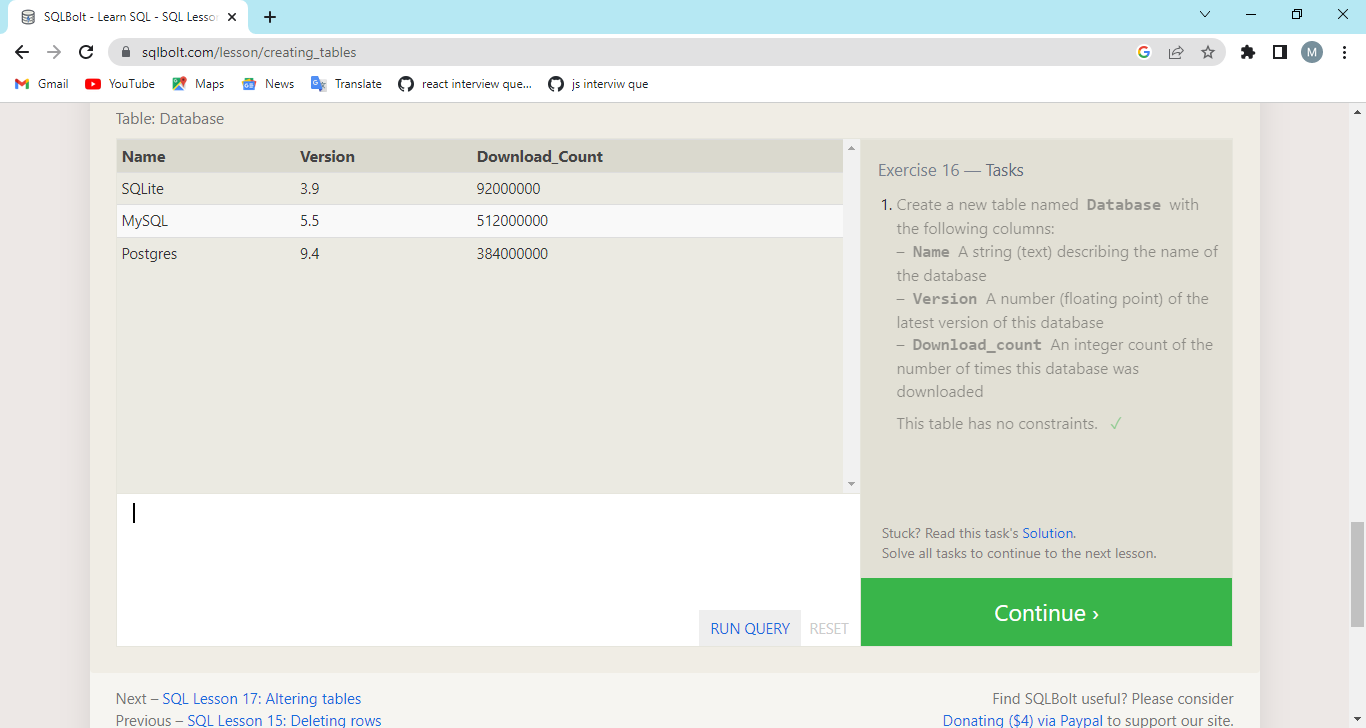 SQLBolt - Learn SQL - SQL Lesson
sqlbolt.com/lesson/creating_tables
M
Gmail YouTube Maps News Translate react interview que... js interviw que
Table: Database
Name Version Download_Count
SQLite 3.9 92000000
MySQL 5.5 512000000
Postgres 9.4 384000000
RUN QUERY RESET
Exercise 16 — Tasks
1. Create a new table named Database with
the following columns:
– Name A string (text) describing the name of
the database
– Version A number (floating point) of the
latest version of this database
– Download_count An integer count of the
number of times this database was
downloaded
This table has no constraints. ✓
Stuck? Read this task's Solution.
Solve all tasks to continue to the next lesson.
Continue ›
Next – SQL Lesson 17: Altering tables
Previous – SQL Lesson 15: Deleting rows
Find SQLBolt useful? Please consider
Donating ($4) via Paypal to support our site.